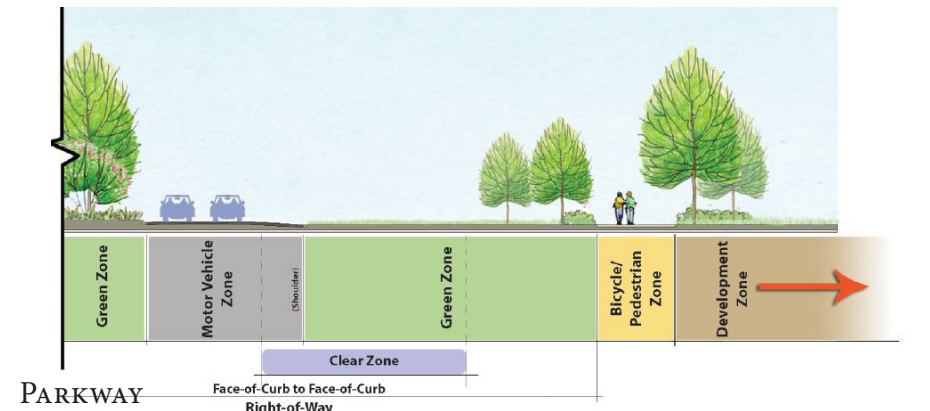 Green Zone
Motor Vehicle
Zone
(Shoulder)
Green Zone
Bicycle/
Pedestrian
Zone
Development
Zone
Clear Zone
Face-of-Curb to Face-of-Curb
PARKWAY
Right-of-Way